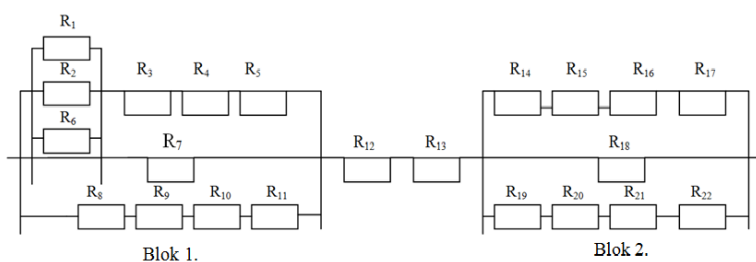 R1
R2
R3 R4 R5
R14 R15 R16 R17
R6
R7
R12 R13
R18
R8 R9 R10 R11
R19 R20 R21 R22
Blok 1.
Blok 2.